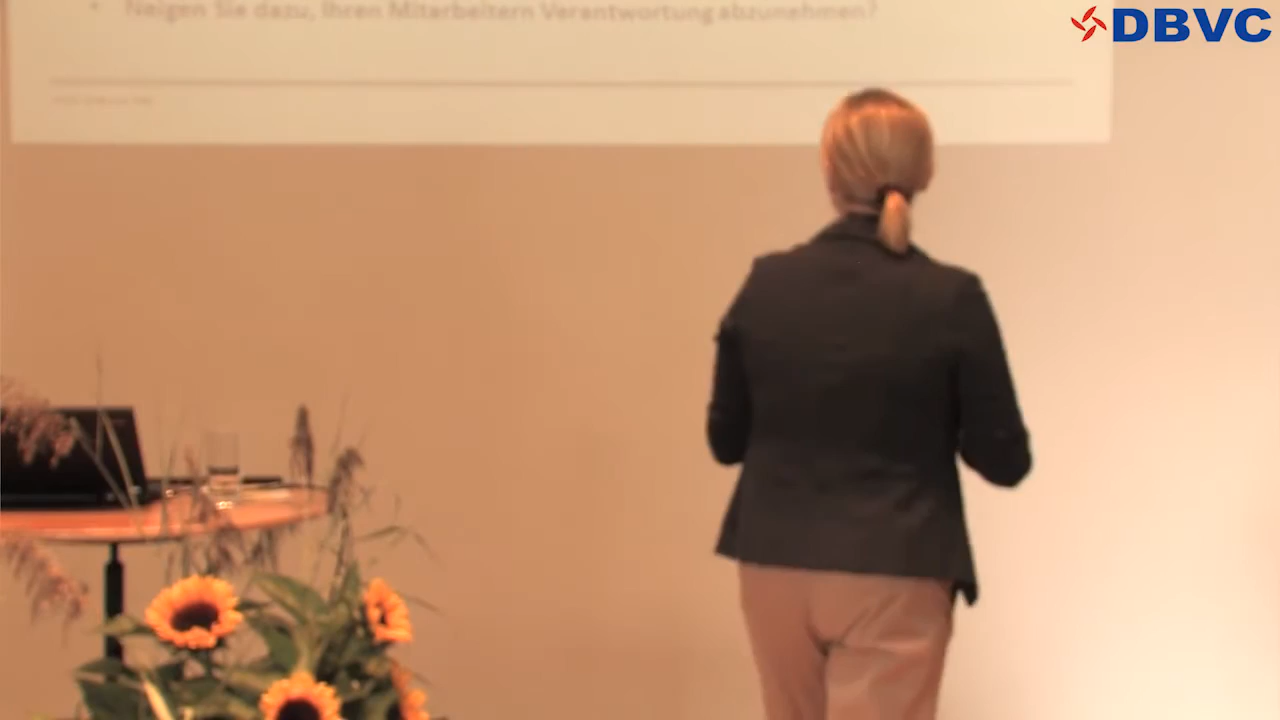 • Neigen Sie dazu, Ihren Mitarbeitern Verantwortung abzunehmen?
DBVC